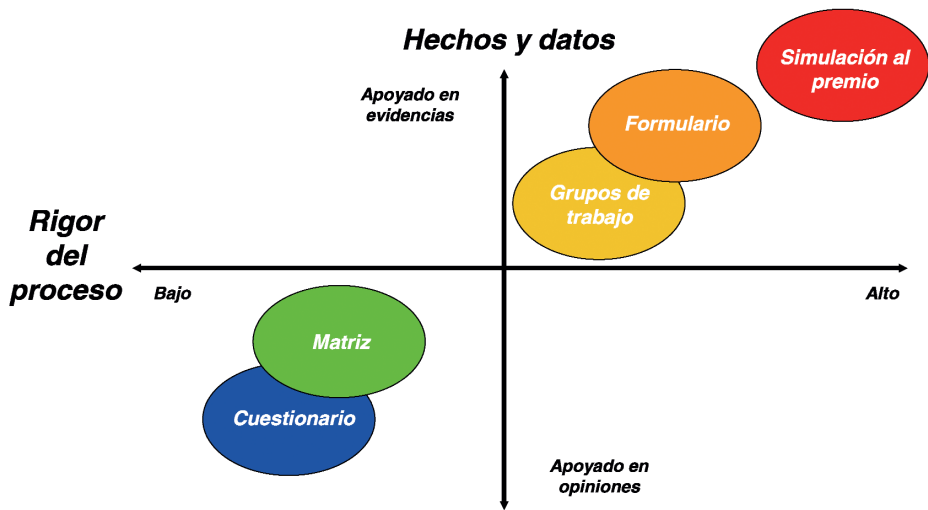 Hechos y datos
Simulación al
premio
Apoyado en
evidencias
Formulario
Grupos de
trabajo
Rigor
del
proceso
Bajo
Alto
Matriz
Cuestionario
Apoyado en
opiniones